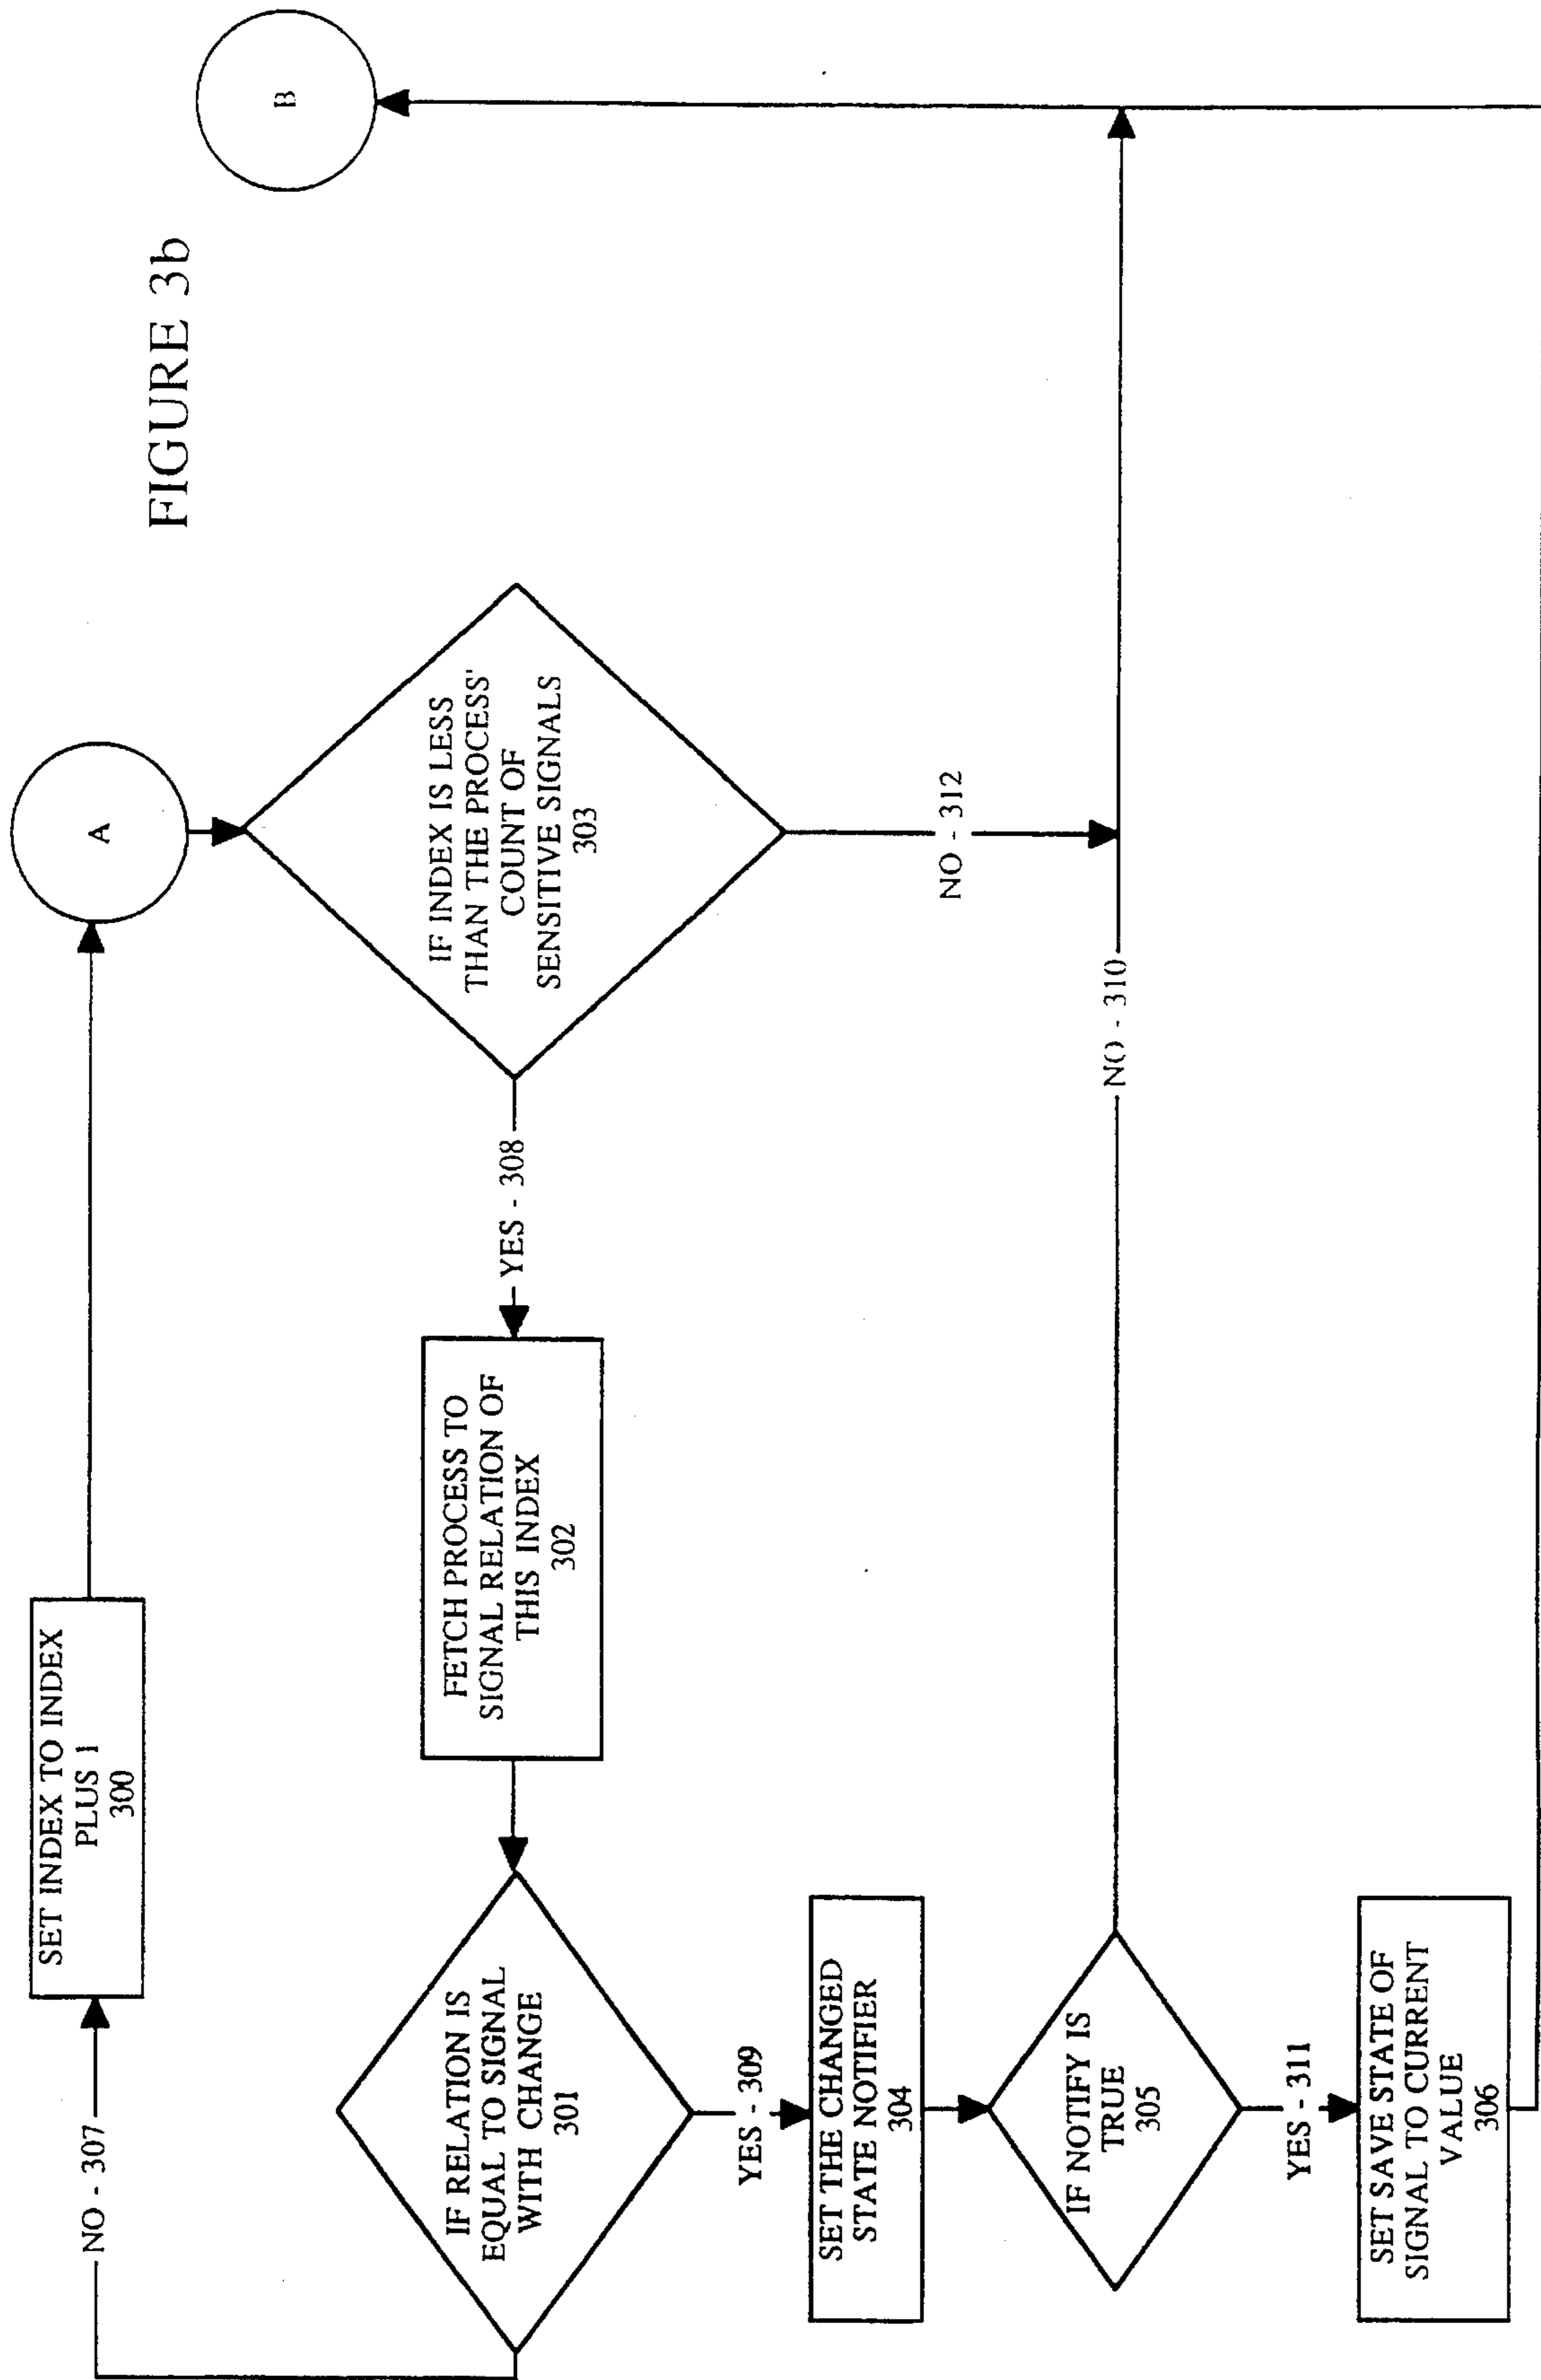 FIGURE 3b
SET INDEX TO INDEX
PLUS 1
300
A
B
NO - 307
IF RELATION IS
EQUAL TO SIGNAL
WITH CHANGE
301
FETCH PROCESS TO
SIGNAL RELATION OF
THIS INDEX
302
YES - 308
IF INDEX IS LESS
THAN THE PROCESS'
COUNT OF
SENSITIVE SIGNALS
303
YES - 309
NO - 312
SET THE CHANGED
STATE NOTIFIER
304
IF NOTIFY IS
TRUE
305
NO - 310
YES - 311
SET SAVE STATE OF
SIGNAL TO CURRENT
VALUE
306